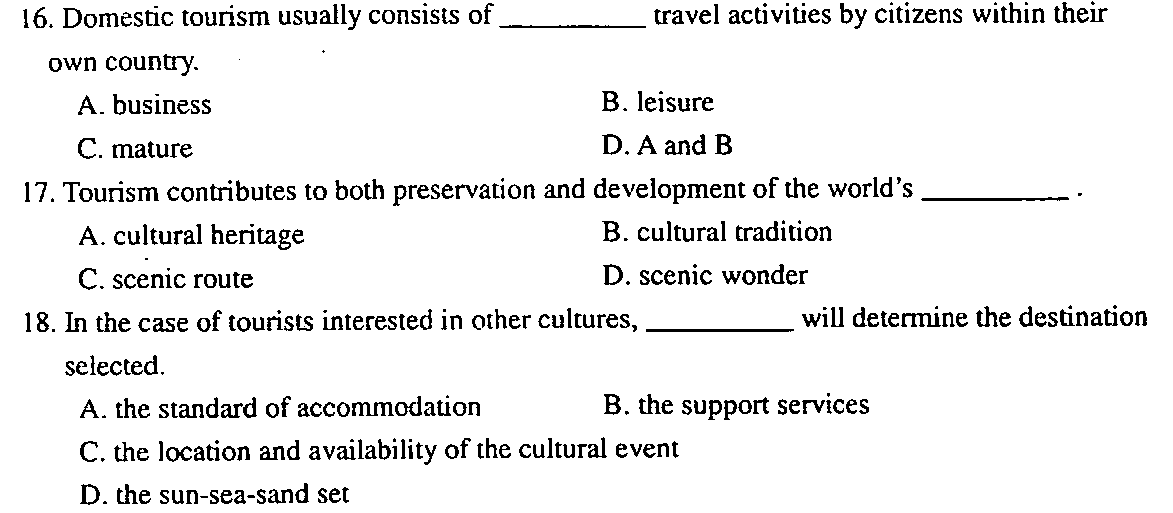 16. Domestic tourism usually consists of __________ travel activities by citizens within their
own country.
A. business B. leisure
C. mature D. A and B
17. Tourism contributes to both preservation and development of the world's __________ .
A. cultural heritage B. cultural tradition
C. scenic route D. scenic wonder
18. In the case of tourists interested in other cultures, __________ will determine the destination
selected.
A. the standard of accommodation B. the support services
C. the location and availability of the cultural event
D. the sun-sea-sand set